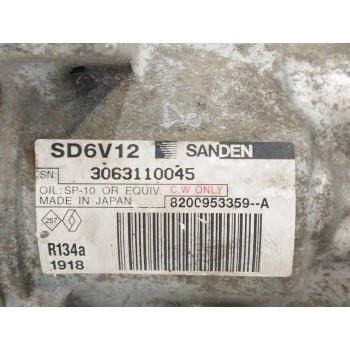 SD6V12 SANDEN
SN: 3063110045
OIL:SP-10 OR EQUIV. C.W ONLY
MADE IN JAPAN 8200953359--A
257
R134a
1918